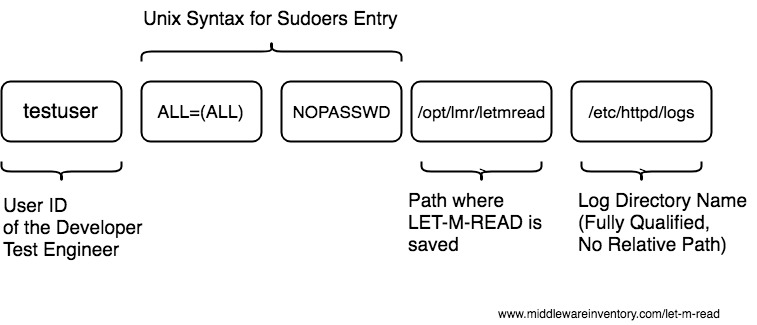 Unix Syntax for Sudoers Entry
testuser
ALL=(ALL)
NOPASSWD
/opt/lmr/letmread
/etc/httpd/logs
User ID
of the Developer
Test Engineer
Path where
LET-M-READ is
saved
Log Directory Name
(Fully Qualified,
No Relative Path)
www.middlewareinventory.com/let-m-read